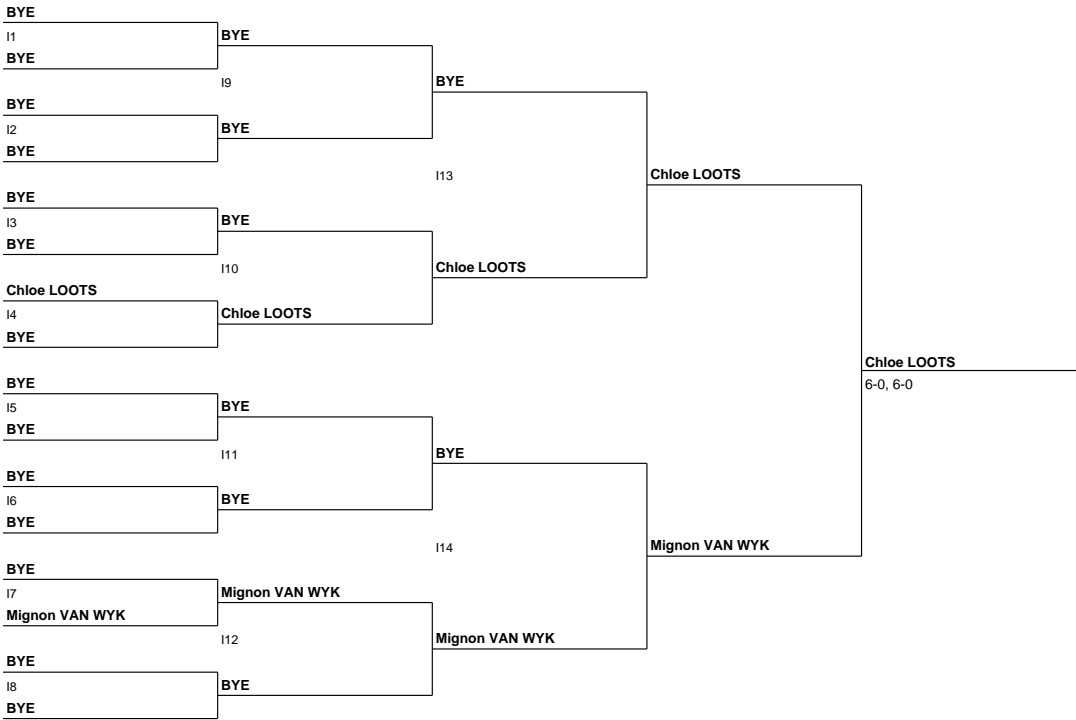 BYE
I1
BYE
BYE
I9
BYE
BYE
I2
BYE
BYE
I13
BYE
I3
BYE
BYE
I10
Chloe LOOTS
Chloe LOOTS
I4
Chloe LOOTS
BYE
Chloe LOOTS
Chloe LOOTS
6-0, 6-0
BYE
I5
BYE
BYE
I11
BYE
BYE
I6
BYE
BYE
I14
Mignon VAN WYK
BYE
I7
Mignon VAN WYK
Mignon VAN WYK
I12
Mignon VAN WYK
BYE
I8
BYE
BYE